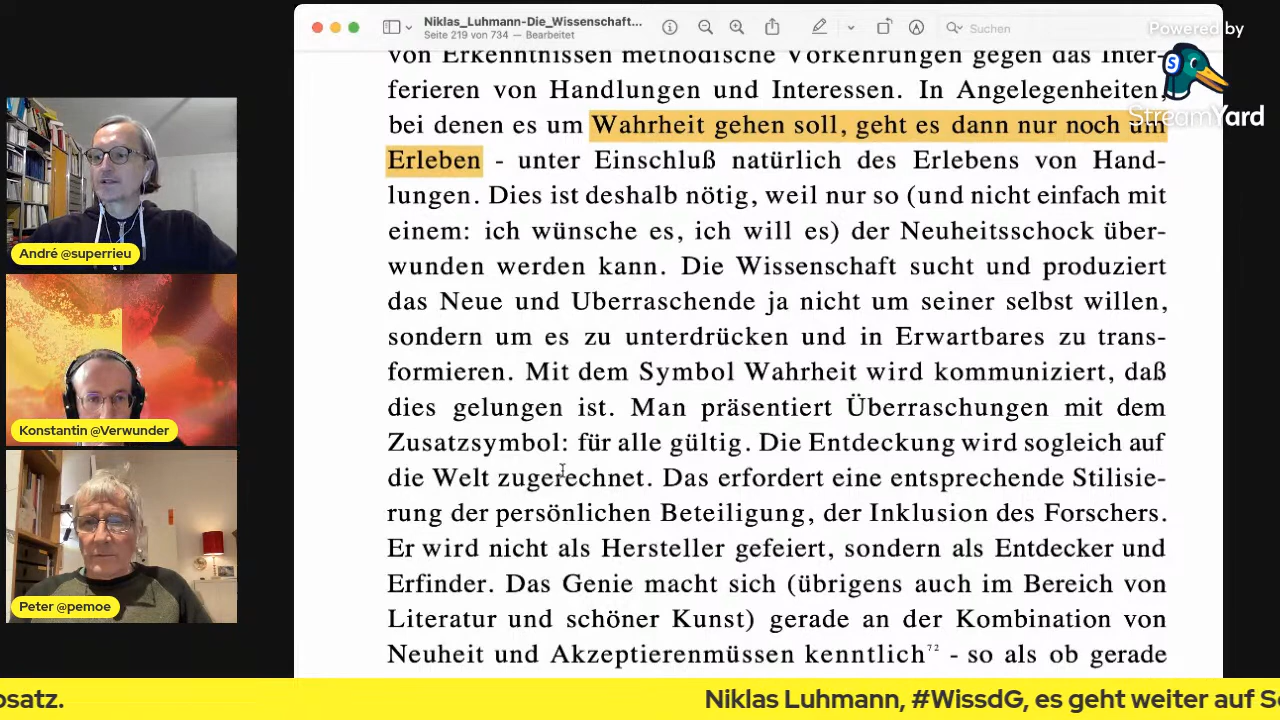 Niklas_Luhmann-Die_Wissenschaft...
Seite 219 von 734 — Bearbeitet
Suchen
Powered by
StreamYard
von Erkenntnissen methodische Vorkehrungen gegen das Inter-
ferieren von Handlungen und Interessen. In Angelegenheiten,
bei denen es um Wahrheit gehen soll, geht es dann nur noch um
Erleben - unter Einschluß natürlich des Erlebens von Hand-
lungen. Dies ist deshalb nötig, weil nur so (und nicht einfach mit
einem: ich wünsche es, ich will es) der Neuheitsschock über-
wunden werden kann. Die Wissenschaft sucht und produziert
das Neue und Uberraschende ja nicht um seiner selbst willen,
sondern um es zu unterdrücken und in Erwartbares zu trans-
formieren. Mit dem Symbol Wahrheit wird kommuniziert, daß
dies gelungen ist. Man präsentiert Überraschungen mit dem
Zusatzsymbol: für alle gültig. Die Entdeckung wird sogleich auf
die Welt zugerechnet. Das erfordert eine entsprechende Stilisie-
rung der persönlichen Beteiligung, der Inklusion des Forschers.
Er wird nicht als Hersteller gefeiert, sondern als Entdecker und
Erfinder. Das Genie macht sich (übrigens auch im Bereich von
Literatur und schöner Kunst) gerade an der Kombination von
Neuheit und Akzeptierenmüssen kenntlich72 - so als ob gerade
André @superrieu
Konstantin @Verwunder
Peter @pemoe
osatz.
Niklas Luhmann, #WissdG, es geht weiter auf Se